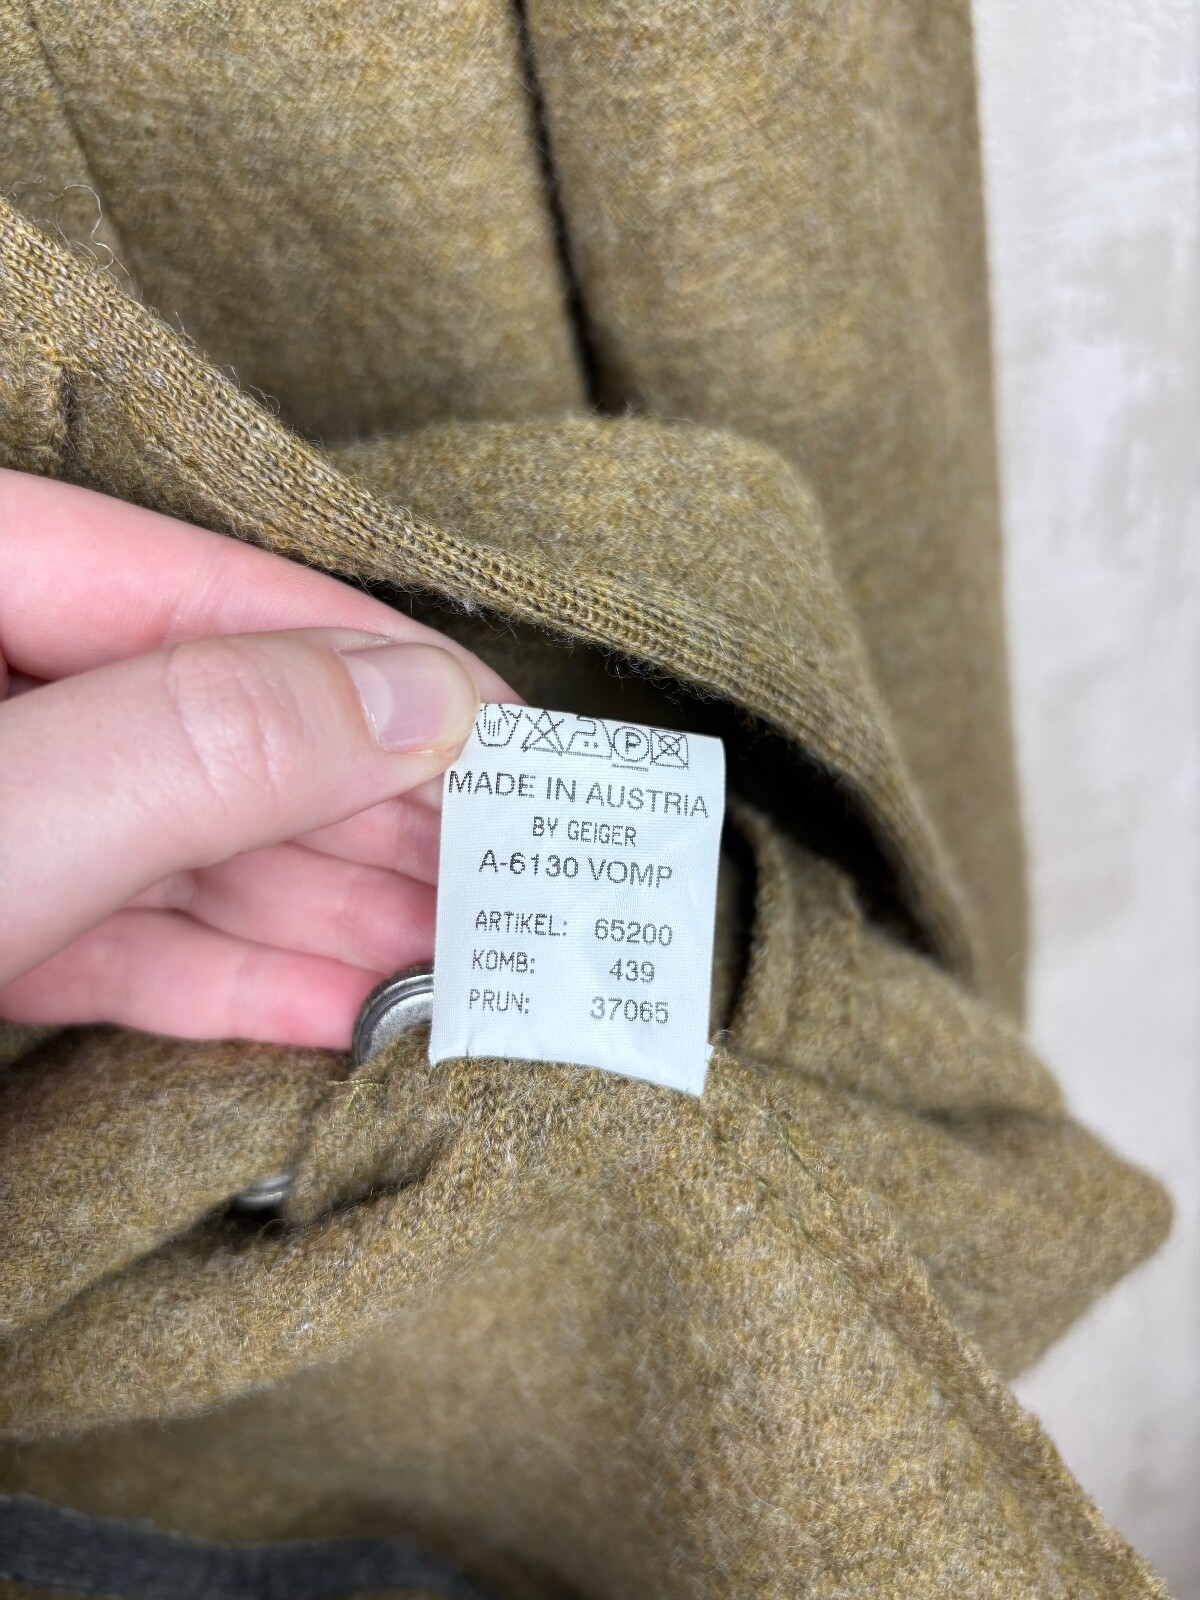 P
MADE IN AUSTRIA
BY GEIGER
A-6130 VOMP
ARTIKEL: 65200
KOMB: 439
PRUN: 37065